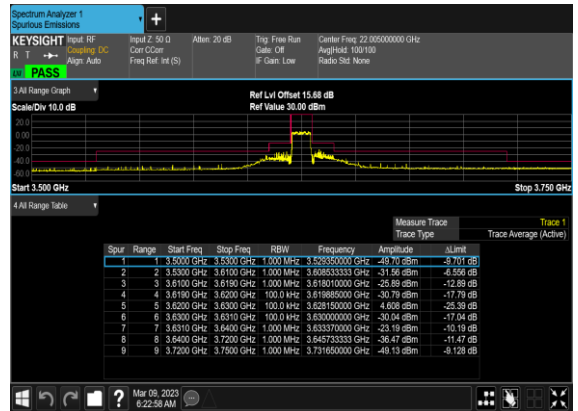 Spectrum Analyzer 1
Spurious Emissions
KEYSIGHT Input: RF Input Z: 50 Ω Atten: 20 dB Trig: Free Run Center Freq: 22.005000000 GHz
R T Coupling: DC Corr CCorr Gate: Off Avg|Hold: 100/100
Align: Auto Freq Ref: Int (S) IF Gain: Low Radio Std: None
PASS
3 All Range Graph
Ref Lvl Offset 15.68 dB
Scale/Div 10.0 dB Ref Value 30.00 dBm
20.0
0.00
-20.0
-40.0
-60.0
Start 3.500 GHz Stop 3.750 GHz
4 All Range Table
Measure Trace Trace 1
Trace Type Trace Average (Active)
Spur Range Start Freq Stop Freq RBW Frequency Amplitude ΔLimit
1 1 3.5000 GHz 3.5300 GHz 1.000 MHz 3.529350000 GHz -49.70 dBm -9.701 dB
2 2 3.5300 GHz 3.6100 GHz 1.000 MHz 3.608533333 GHz -31.56 dBm -6.556 dB
3 3 3.6100 GHz 3.6190 GHz 1.000 MHz 3.618010000 GHz -25.89 dBm -12.89 dB
4 4 3.6190 GHz 3.6200 GHz 100.0 kHz 3.619885000 GHz -30.79 dBm -17.79 dB
5 5 3.6200 GHz 3.6300 GHz 100.0 kHz 3.628150000 GHz 4.608 dBm -25.39 dB
6 6 3.6300 GHz 3.6310 GHz 100.0 kHz 3.630000000 GHz -30.04 dBm -17.04 dB
7 7 3.6310 GHz 3.6400 GHz 1.000 MHz 3.633370000 GHz -23.19 dBm -10.19 dB
8 8 3.6400 GHz 3.7200 GHz 1.000 MHz 3.645733333 GHz -36.47 dBm -11.47 dB
9 9 3.7200 GHz 3.7500 GHz 1.000 MHz 3.731650000 GHz -49.13 dBm -9.128 dB
? Mar 09, 2023
6:22:58 AM